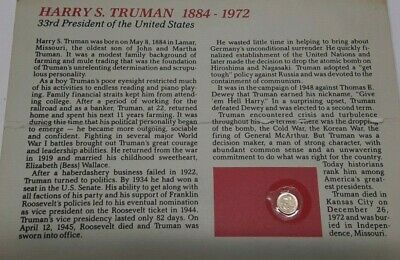 HARRY S. TRUMAN 1884 - 1972
33rd President of the United States
Harry S. Truman was born on May 8, 1884 in Lamar,
Missouri, the oldest son of John and Martha
Truman. It was a modest family background of
farming and mule trading that was the foundation
of Truman's unrelenting determination and scrupu-
lous personality.
As a boy Truman's poor eyesight restricted much
of his activities to endless reading and piano play-
ing. Family financial straits kept him from attend-
ing college. After a period of working for the
railroad and as a banker, Truman, at 22, returned
home and spent the next 11 years farming. It was
during this period that his political personality began
to emerge — he became more outgoing, sociable
and confident. Fighting in several major World
War I battles brought out Truman's great courage
and leadership abilities. He returned from the war
in 1919 and married his childhood sweetheart,
Elizabeth (Bess) Wallace.
After a haberdashery business failed in 1922,
Truman turned to politics. By 1934 he had won a
seat in the U.S. Senate. His ability to get along with
all factions of his party and his support of Franklin
Roosevelt's policies led to his eventual nomination
as vice president on the Roosevelt ticket in 1944.
Truman's vice presidency lasted only 82 days. On
April 12, 1945, Roosevelt died and Truman was
sworn into office.
He wasted little time in helping to bring about
Germany's unconditional surrender. He quickly fi-
nalized establishment of the United Nations and
later made the decision to drop the atomic bomb on
Hiroshima and Nagasaki. Truman adopted a "get
tough" policy against Russia and was devoted to the
containment of communism.
It was in the campaign of 1948 against Thomas E.
Dewey that Truman earned the nickname, "Give
'em Hell Harry." In a surprising upset, Truman
defeated Dewey and was elected to his own term.
Truman encountered crisis and turbulence
throughout his terms. There was the dropping
of the bomb, the Cold War, the Korean War, the
firing of General McArthur. But Truman was a
decision maker, a man of strong character, with
abundant common sense and an unwavering
commitment to do what was right for his country.
Today historians
rank him among
America's great-
est presidents.
Truman died in
Kansas City on
December 26,
1972 and was bur-
ied in Indepen-
dence, Missouri.